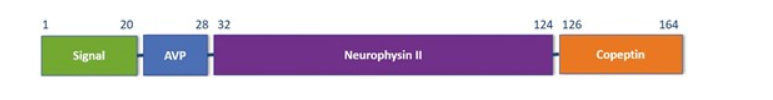 1 20 28 32 124 126 164
Signal AVP Neurophysin II Copeptin